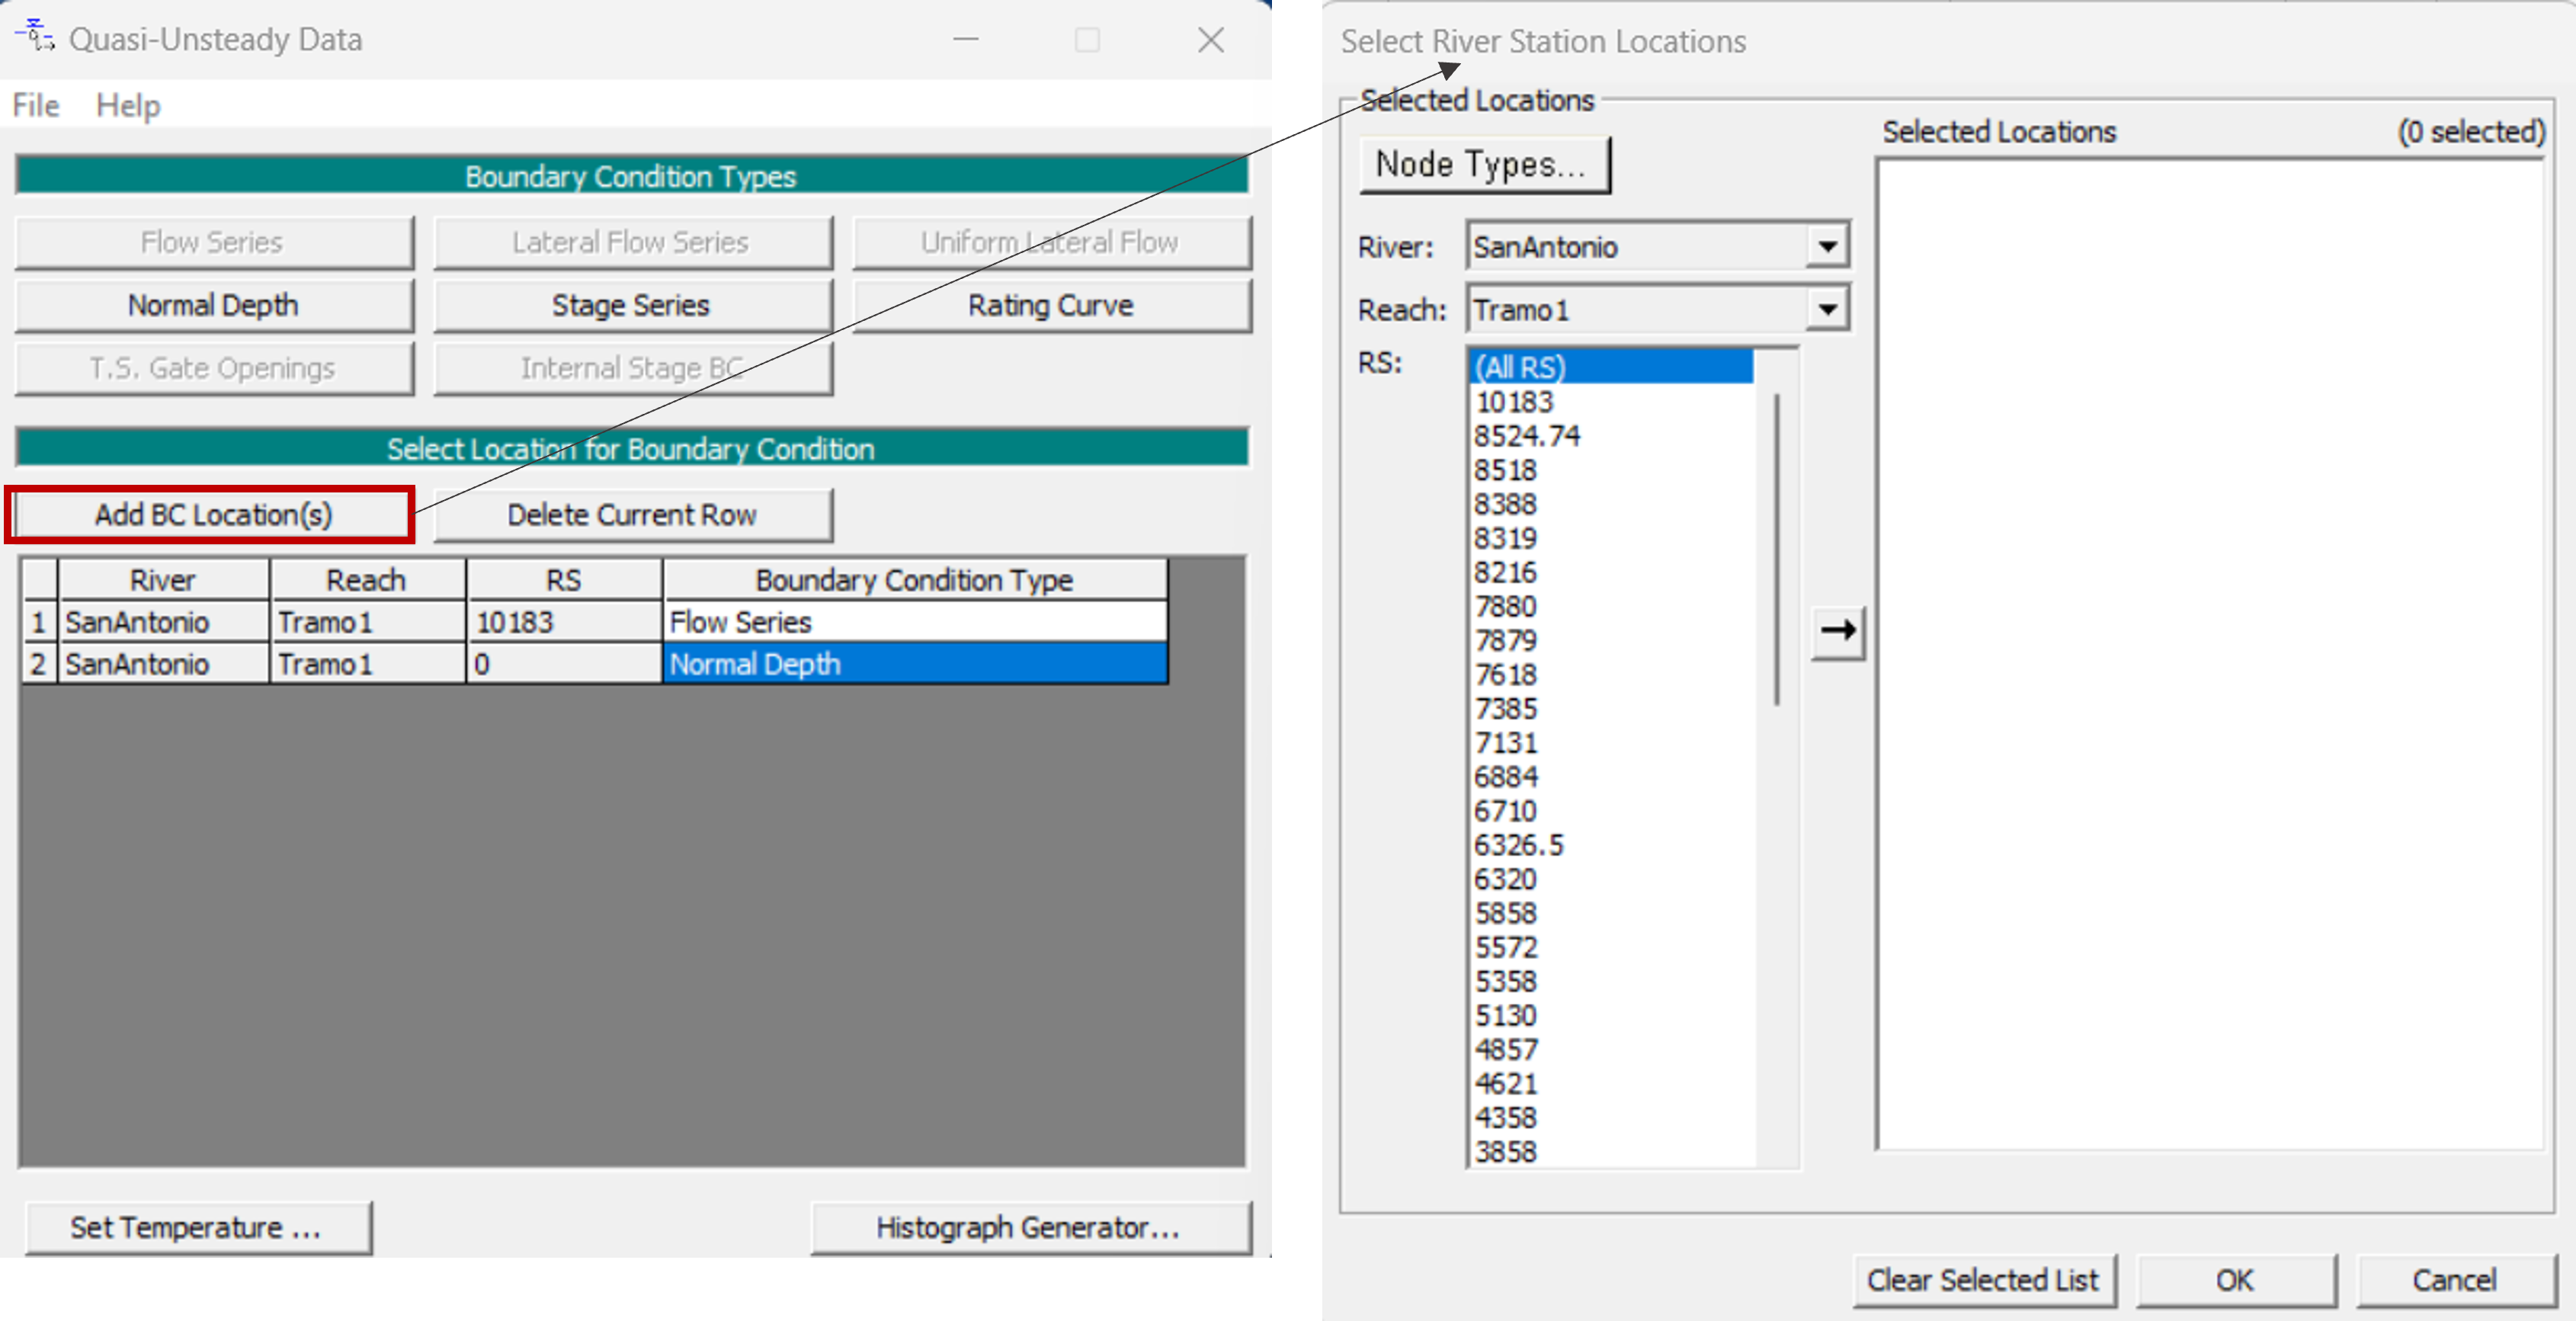 Quasi-Unsteady Data
File Help
Boundary Condition Types
Flow Series Lateral Flow Series Uniform Lateral Flow
Normal Depth Stage Series Rating Curve
T.S. Gate Openings Internal Stage BC
Select Location for Boundary Condition
Add BC Location(s) Delete Current Row
River Reach RS Boundary Condition Type
1 SanAntonio Tramo1 10183 Flow Series
2 SanAntonio Tramo1 0 Normal Depth
Set Temperature ... Histograph Generator...
Select River Station Locations
Selected Locations
Node Types...
River: SanAntonio
Reach: Tramo1
RS: (All RS)
10183
8524.74
8518
8388
8319
8216
7880
7879
7618
7385
7131
6884
6710
6326.5
6320
5858
5572
5358
5130
4857
4621
4358
3858
Selected Locations (0 selected)
Clear Selected List OK Cancel